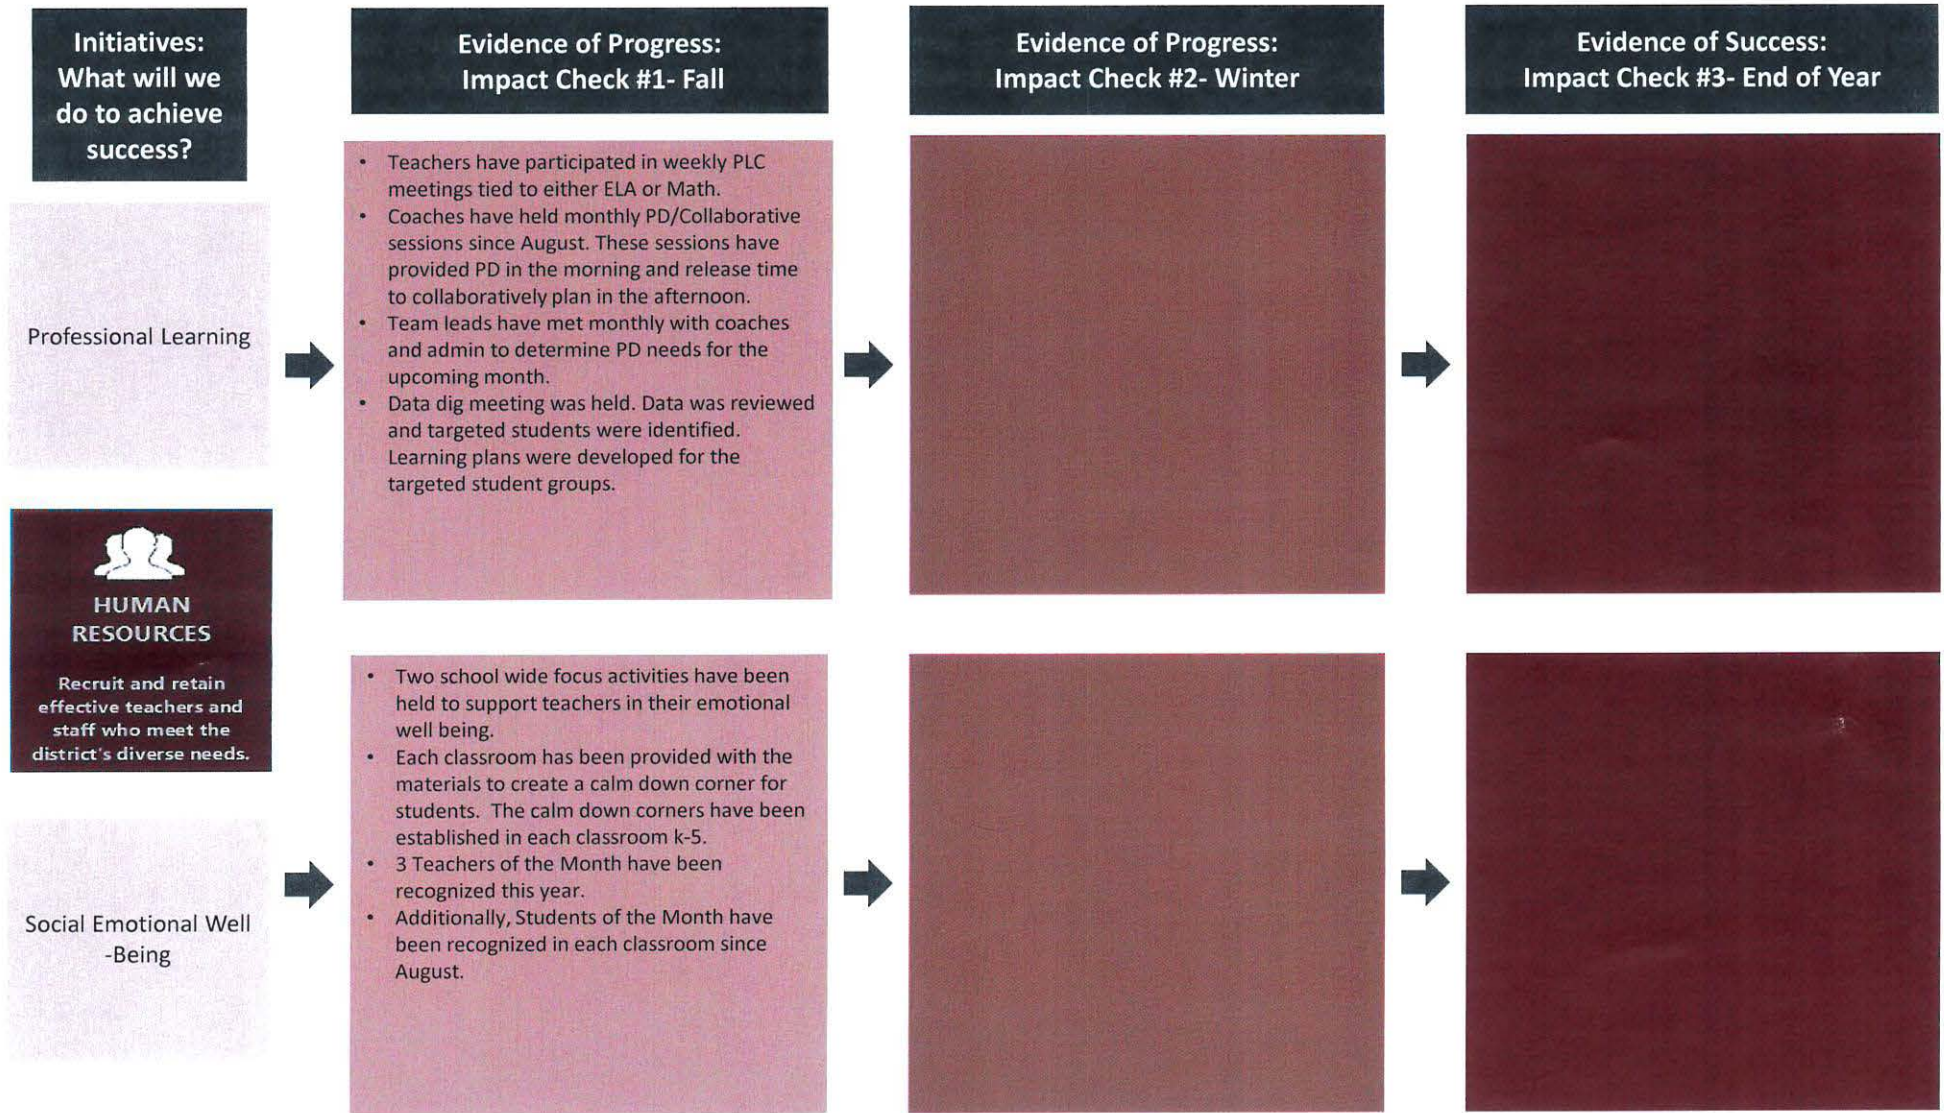 Initiatives:
What will we
do to achieve
success?
Evidence of Progress:
Impact Check #1- Fall
Evidence of Progress:
Impact Check #2- Winter
Evidence of Success:
Impact Check #3- End of Year
Professional Learning
• Teachers have participated in weekly PLC
meetings tied to either ELA or Math.
• Coaches have held monthly PD/Collaborative
sessions since August. These sessions have
provided PD in the morning and release time
to collaboratively plan in the afternoon.
• Team leads have met monthly with coaches
and admin to determine PD needs for the
upcoming month.
• Data dig meeting was held. Data was reviewed
and targeted students were identified.
Learning plans were developed for the
targeted student groups.
HUMAN
RESOURCES
Recruit and retain
effective teachers and
staff who meet the
district's diverse needs.
Social Emotional Well
-Being
• Two school wide focus activities have been
held to support teachers in their emotional
well being.
• Each classroom has been provided with the
materials to create a calm down corner for
students.  The calm down corners have been
established in each classroom k-5.
• 3 Teachers of the Month have been
recognized this year.
• Additionally, Students of the Month have
been recognized in each classroom since
August.